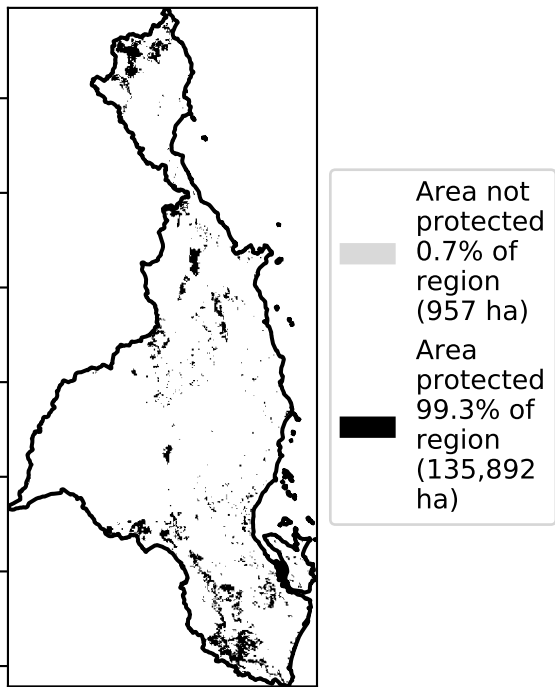 Area not
protected
0.7% of
region
(957 ha)
Area
protected
99.3% of
region
(135,892
ha)